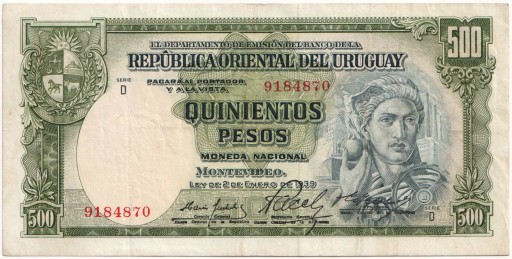 500
EL DEPARTAMENTO DE EMISIÓN DEL BANCO DE LA
REPÚBLICA ORIENTAL DEL URUGUAY
SERIE
D
PAGARÁ AL PORTADOR
Y A LA VISTA
9184870
QUINIENTOS
PESOS
MONEDA NACIONAL
MONTEVIDEO.
LEY DE 2 DE ENERO DE 1939
9184870
SERIE
D
500
500